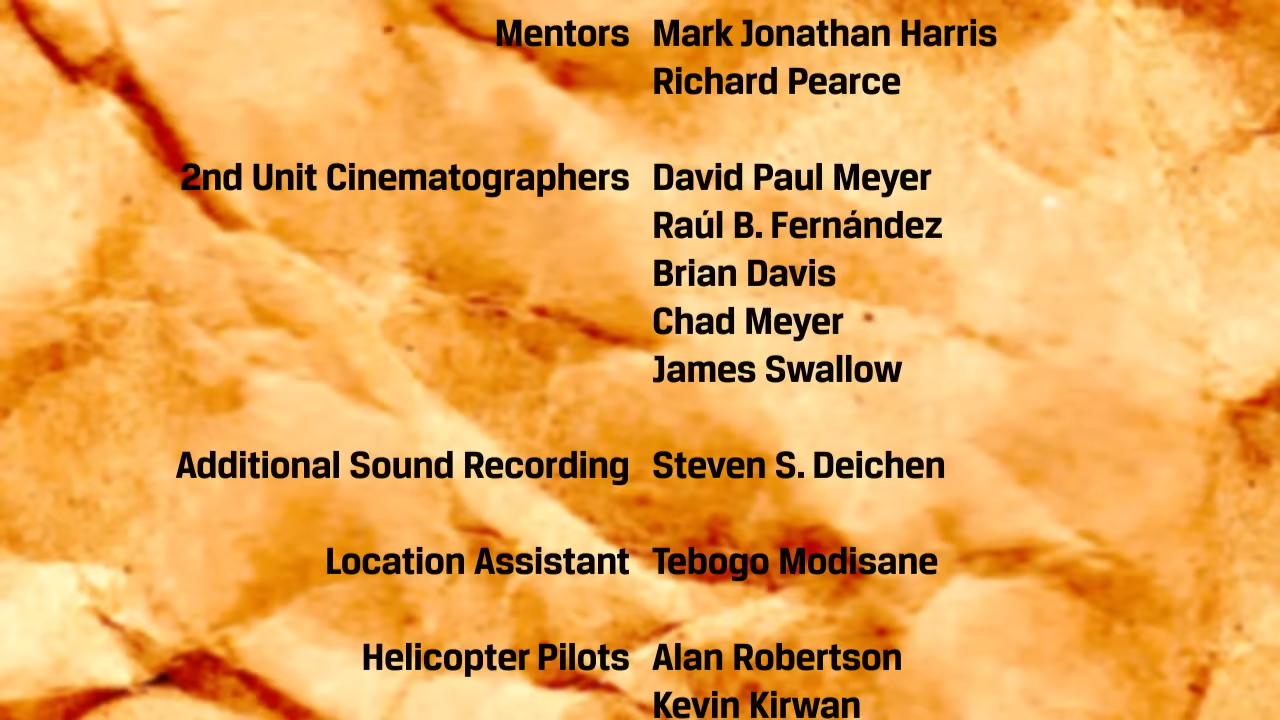 Mentors Mark Jonathan Harris
Richard Pearce
2nd Unit Cinematographers David Paul Meyer
Raúl B. Fernández
Brian Davis
Chad Meyer
James Swallow
Additional Sound Recording Steven S. Deichen
Location Assistant Tebogo Modisane
Helicopter Pilots Alan Robertson
Kevin Kirwan